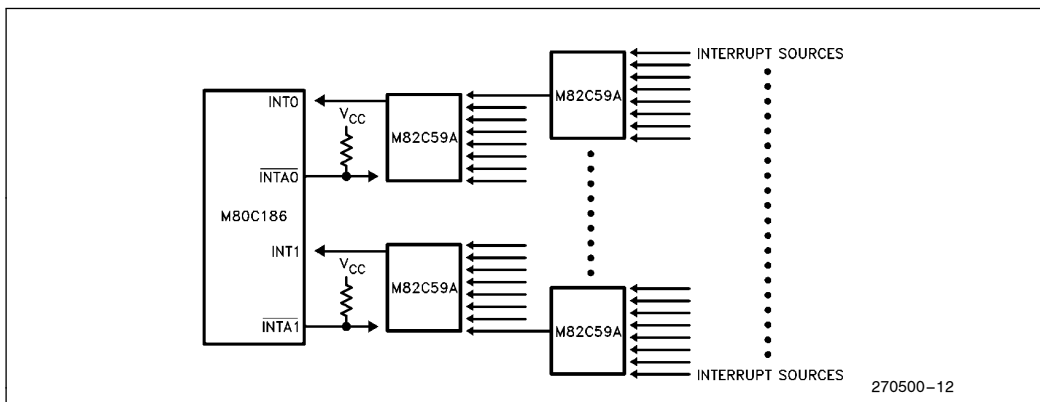 INTERRUPT SOURCES
INT0
VCC
M82C59A
M82C59A
INTA0
M80C186
INT1
VCC
M82C59A
M82C59A
INTA1
INTERRUPT SOURCES
270500–12